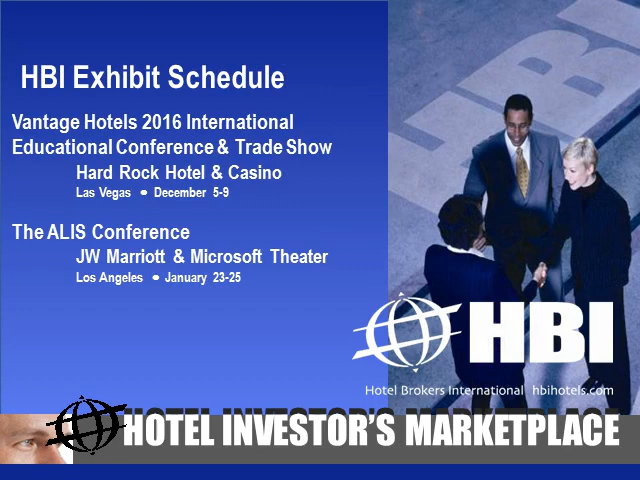 HBI Exhibit Schedule
Vantage Hotels 2016 International
Educational Conference & Trade Show
Hard Rock Hotel & Casino
Las Vegas • December 5-9
The ALIS Conference
JW Marriott & Microsoft Theater
Los Angeles • January 23-25
HBI
HBI
Hotel Brokers International hbihotels.com
HOTEL INVESTOR'S MARKETPLACE